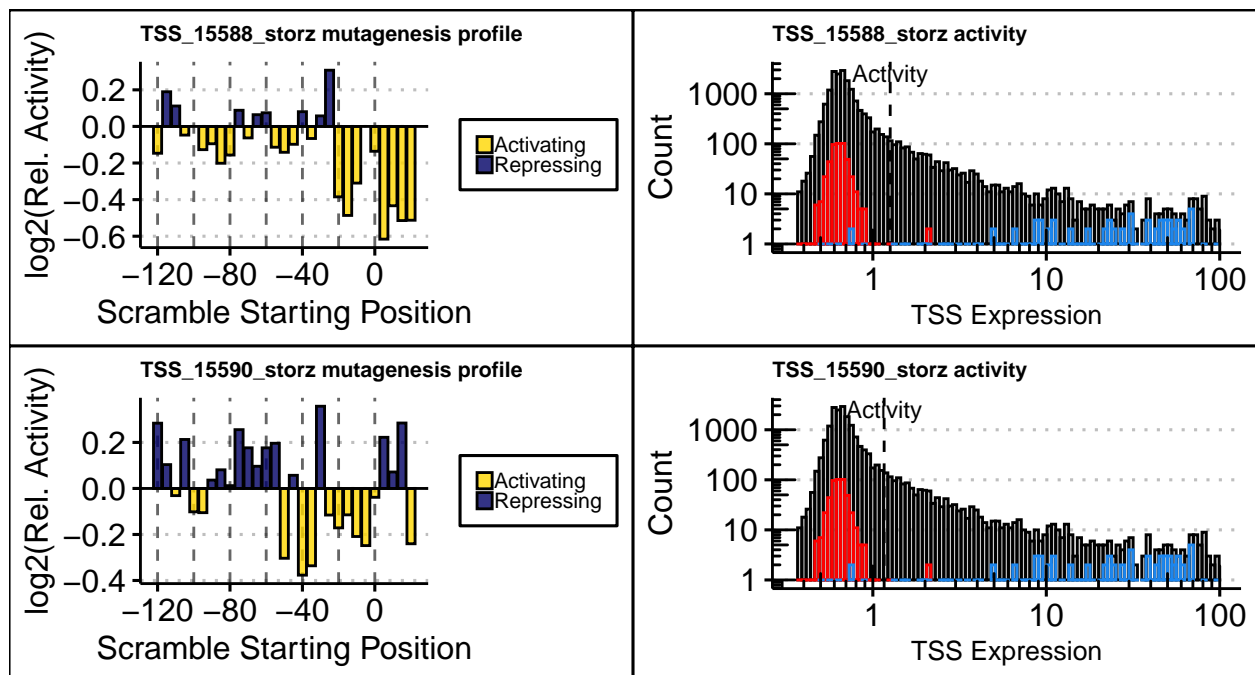 TSS_15588_storz mutagenesis profile
log2(Rel. Activity)
0.2
0.0
−0.2
−0.4
−0.6
−120 −80 −40 0
Scramble Starting Position
Activating
Repressing
TSS_15588_storz activity
Activity
Count
1000
100
10
1
1 10 100
TSS Expression
TSS_15590_storz mutagenesis profile
log2(Rel. Activity)
0.2
0.0
−0.2
−0.4
−120 −80 −40 0
Scramble Starting Position
Activating
Repressing
TSS_15590_storz activity
Activity
Count
1000
100
10
1
1 10 100
TSS Expression